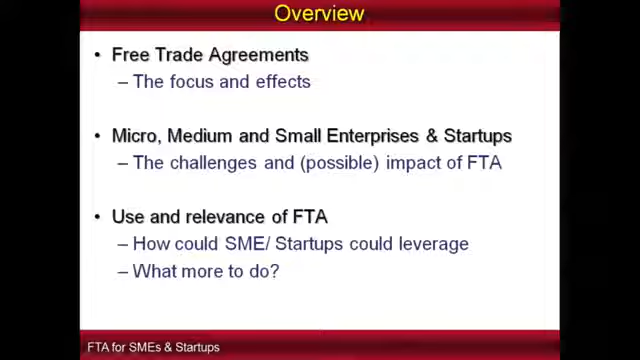 Overview
• Free Trade Agreements
– The focus and effects
• Micro, Medium and Small Enterprises & Startups
– The challenges and (possible) impact of FTA
• Use and relevance of FTA
– How could SME/ Startups could leverage
– What more to do?
FTA for SMEs & Startups